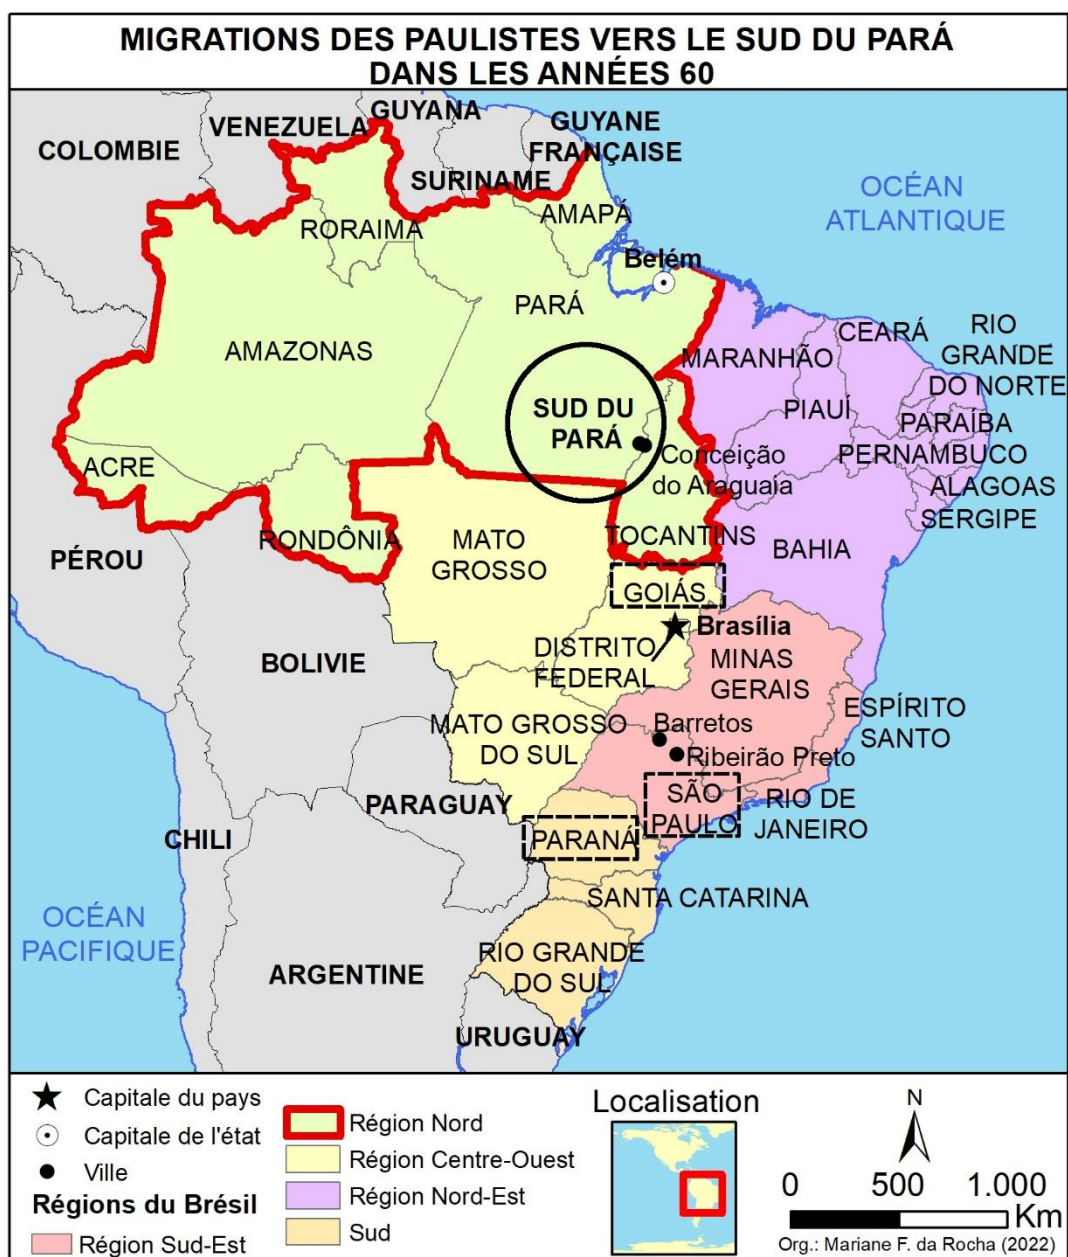 MIGRATIONS DES PAULISTES VERS LE SUD DU PARÁ
DANS LES ANNÉES 60
COLOMBIE
VENEZUELA
GUYANA
GUYANE
FRANÇAISE
SURINAME
OCÉAN
ATLANTIQUE
RORAIMA
AMAPÁ
Belém
PARÁ
AMAZONAS
MARANHÃO
CEARÁ
RIO
GRANDE
DO NORTE
PIAUÍ
PARAÍBA
PERNAMBUCO
ALAGOAS
SERGIPE
SUD DU
PARÁ
Conceição
do Araguaia
ACRE
RONDÔNIA
TOCANTINS
BAHIA
PÉROU
MATO
GROSSO
GOIÁS
Brasília
DISTRITO
FEDERAL
MINAS
GERAIS
BOLIVIE
ESPÍRITO
SANTO
MATO GROSSO
DO SUL
Barretos
Ribeirão Preto
SÃO
PAULO
RIO DE
JANEIRO
PARAGUAY
CHILI
PARANÁ
SANTA CATARINA
OCÉAN
PACIFIQUE
ARGENTINE
RIO GRANDE
DO SUL
URUGUAY
Capitale du pays
Capitale de l'état
Ville
Régions du Brésil
Région Sud-Est
Région Nord
Région Centre-Ouest
Région Nord-Est
Sud
Localisation
N
0 500 1.000
Km
Org.: Mariane F. da Rocha (2022)